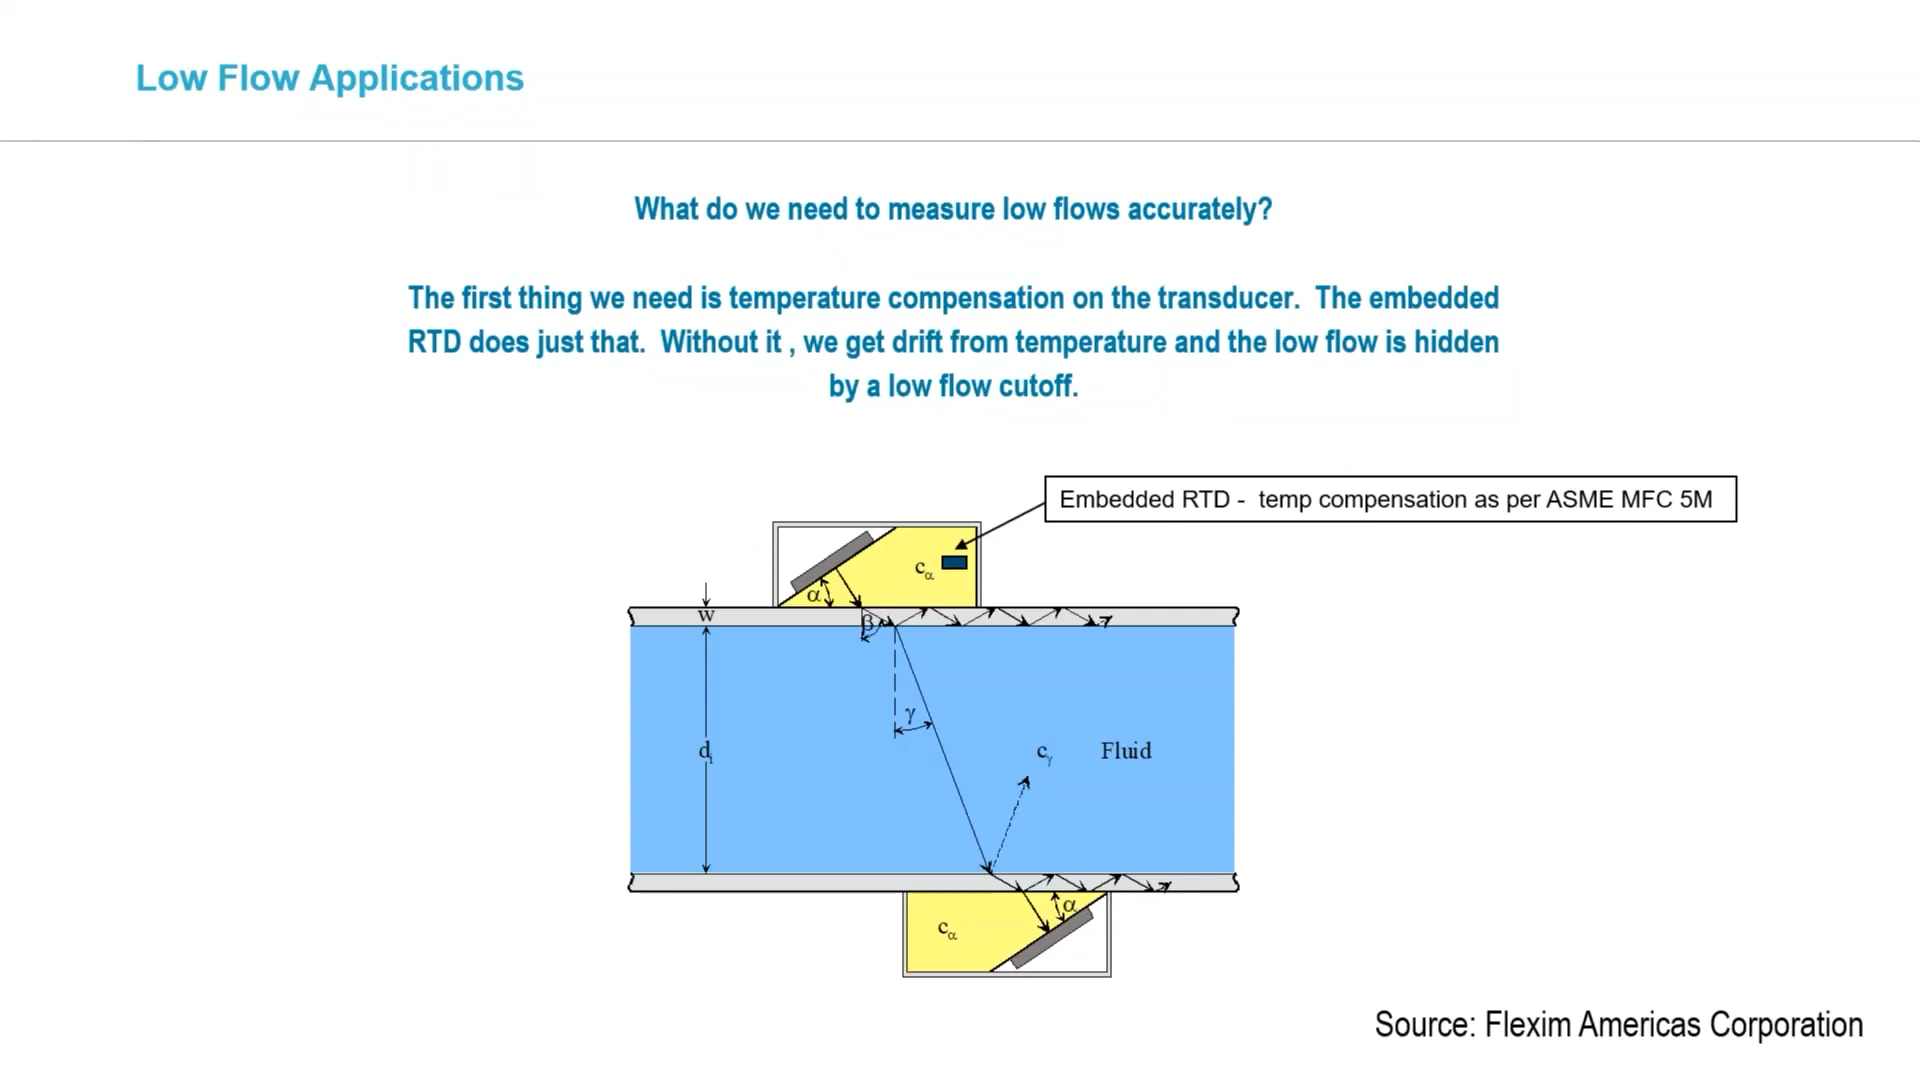 Low Flow Applications
What do we need to measure low flows accurately?
The first thing we need is temperature compensation on the transducer.  The embedded
RTD does just that.  Without it , we get drift from temperature and the low flow is hidden
by a low flow cutoff.
Embedded RTD -  temp compensation as per ASME MFC 5M
cα
α
w
β
γ
di
cγ
Fluid
α
cα
Source: Flexim Americas Corporation